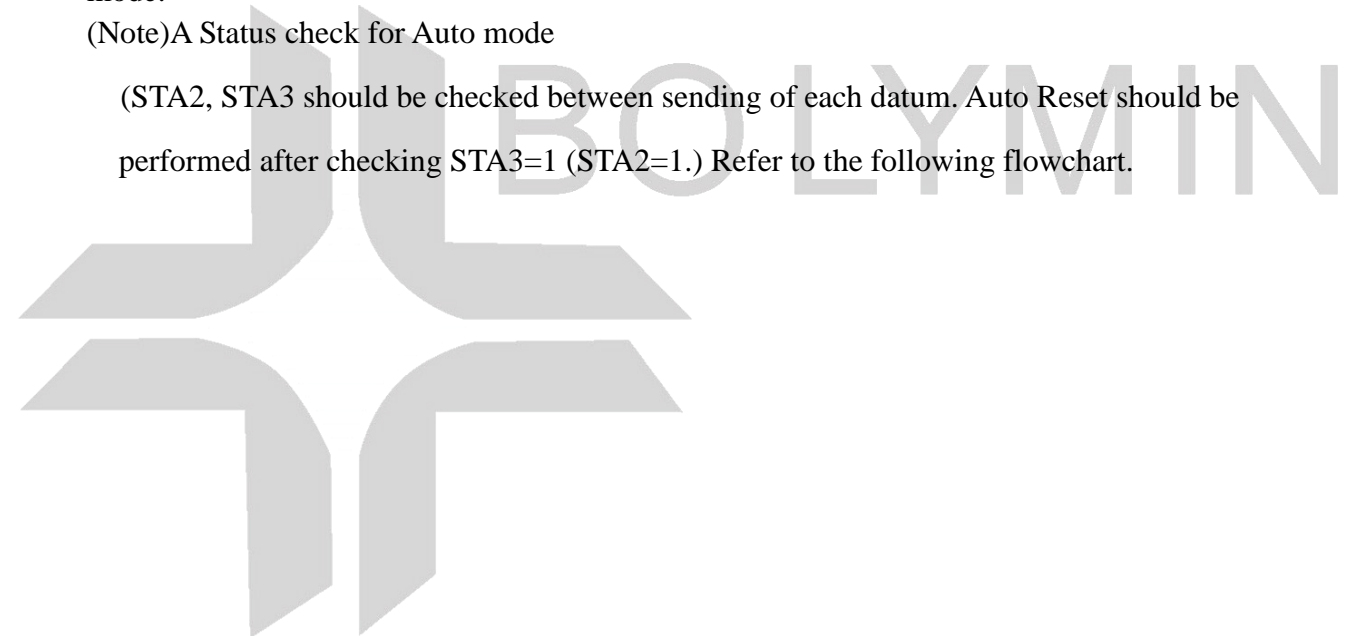 (Note)A Status check for Auto mode
BOLYMIN
(STA2, STA3 should be checked between sending of each datum. Auto Reset should be
performed after checking STA3=1 (STA2=1.) Refer to the following flowchart.